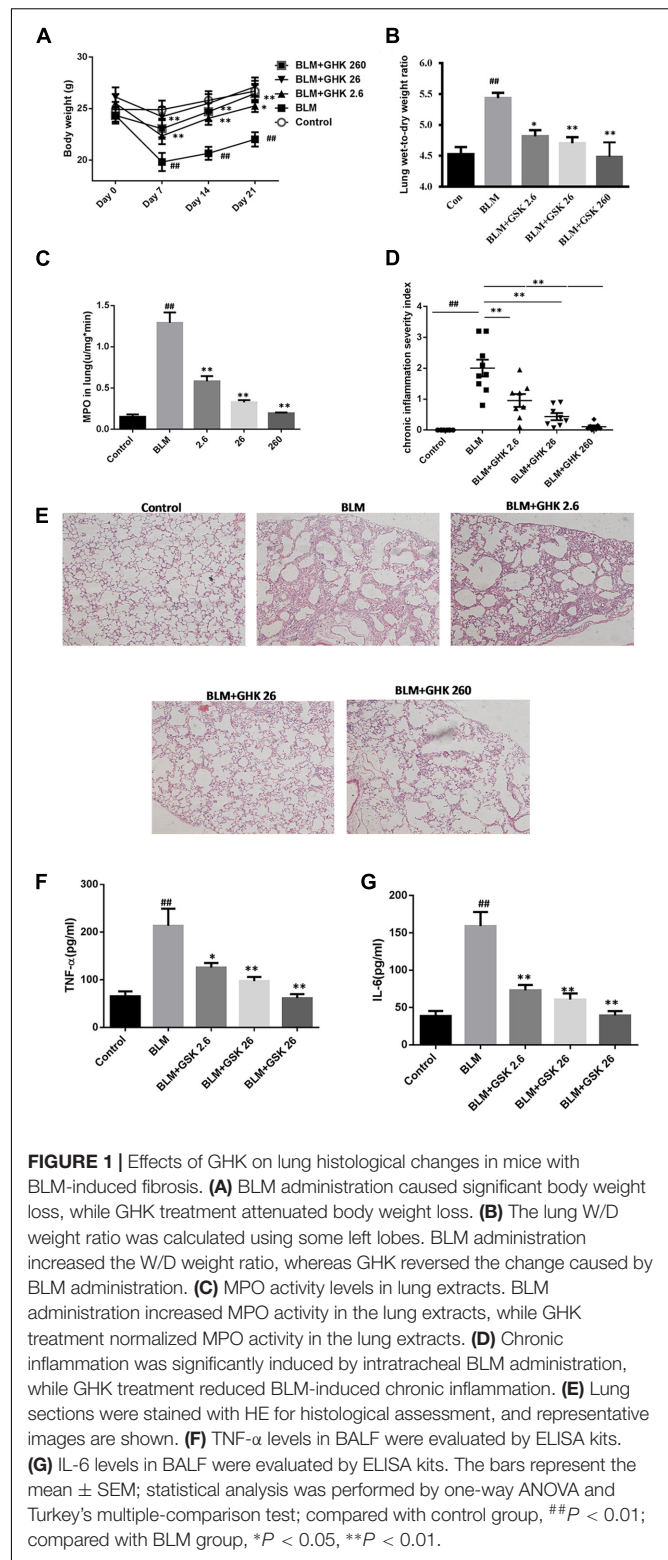 A
BLM+GHK 260
BLM+GHK 26
BLM+GHK 2.6
BLM
Control
Body weight (g)
30
25
20
**
**
**
**
**
*
##
##
##
Day 0
Day 7
Day 14
Day 21
B
Lung wet-to-dry weight ratio
6.0
5.5
5.0
4.5
4.0
##
*
**
**
Con
BLM
BLM+GSK 2.6
BLM+GSK 26
BLM+GSK 260
C
MPO in lung(u/mg*min)
1.5
1.0
0.5
0.0
##
**
**
**
Control
BLM
2.6
26
260
D
chronic inflammation severity index
5
4
3
2
1
0
##
**
**
**
**
Control
BLM
BLM+GHK 2.6
BLM+GHK 26
BLM+GHK 260
E
Control
BLM
BLM+GHK 2.6
BLM+GHK 26
BLM+GHK 260
F
TNF-α(pg/ml)
300
200
100
0
##
*
**
**
Control
BLM
BLM+GSK 2.6
BLM+GSK 26
BLM+GSK 26
G
IL-6(pg/ml)
200
150
100
50
0
##
**
**
**
Control
BLM
BLM+GSK 2.6
BLM+GSK 26
BLM+GSK 26
FIGURE 1 | Effects of GHK on lung histological changes in mice with
BLM-induced fibrosis. (A) BLM administration caused significant body weight
loss, while GHK treatment attenuated body weight loss. (B) The lung W/D
weight ratio was calculated using some left lobes. BLM administration
increased the W/D weight ratio, whereas GHK reversed the change caused by
BLM administration. (C) MPO activity levels in lung extracts. BLM
administration increased MPO activity in the lung extracts, while GHK
treatment normalized MPO activity in the lung extracts. (D) Chronic
inflammation was significantly induced by intratracheal BLM administration,
while GHK treatment reduced BLM-induced chronic inflammation. (E) Lung
sections were stained with HE for histological assessment, and representative
images are shown. (F) TNF-α levels in BALF were evaluated by ELISA kits.
(G) IL-6 levels in BALF were evaluated by ELISA kits. The bars represent the
mean ± SEM; statistical analysis was performed by one-way ANOVA and
Turkey's multiple-comparison test; compared with control group, ##P < 0.01;
compared with BLM group, *P < 0.05, **P < 0.01.